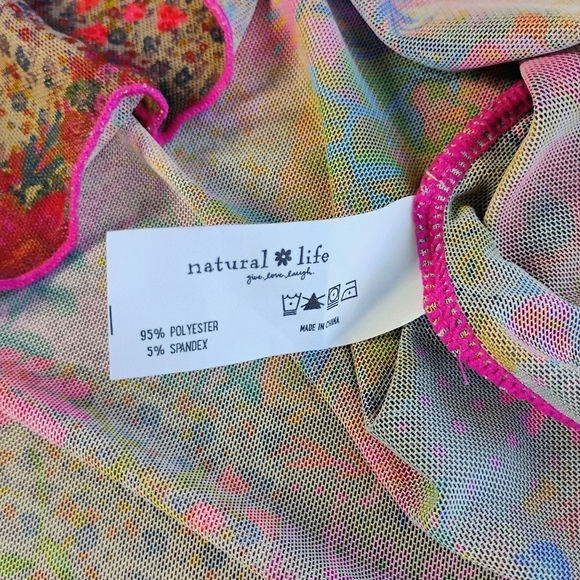 natural life
give.love.laugh.
95% POLYESTER
5% SPANDEX
MADE IN CHINA